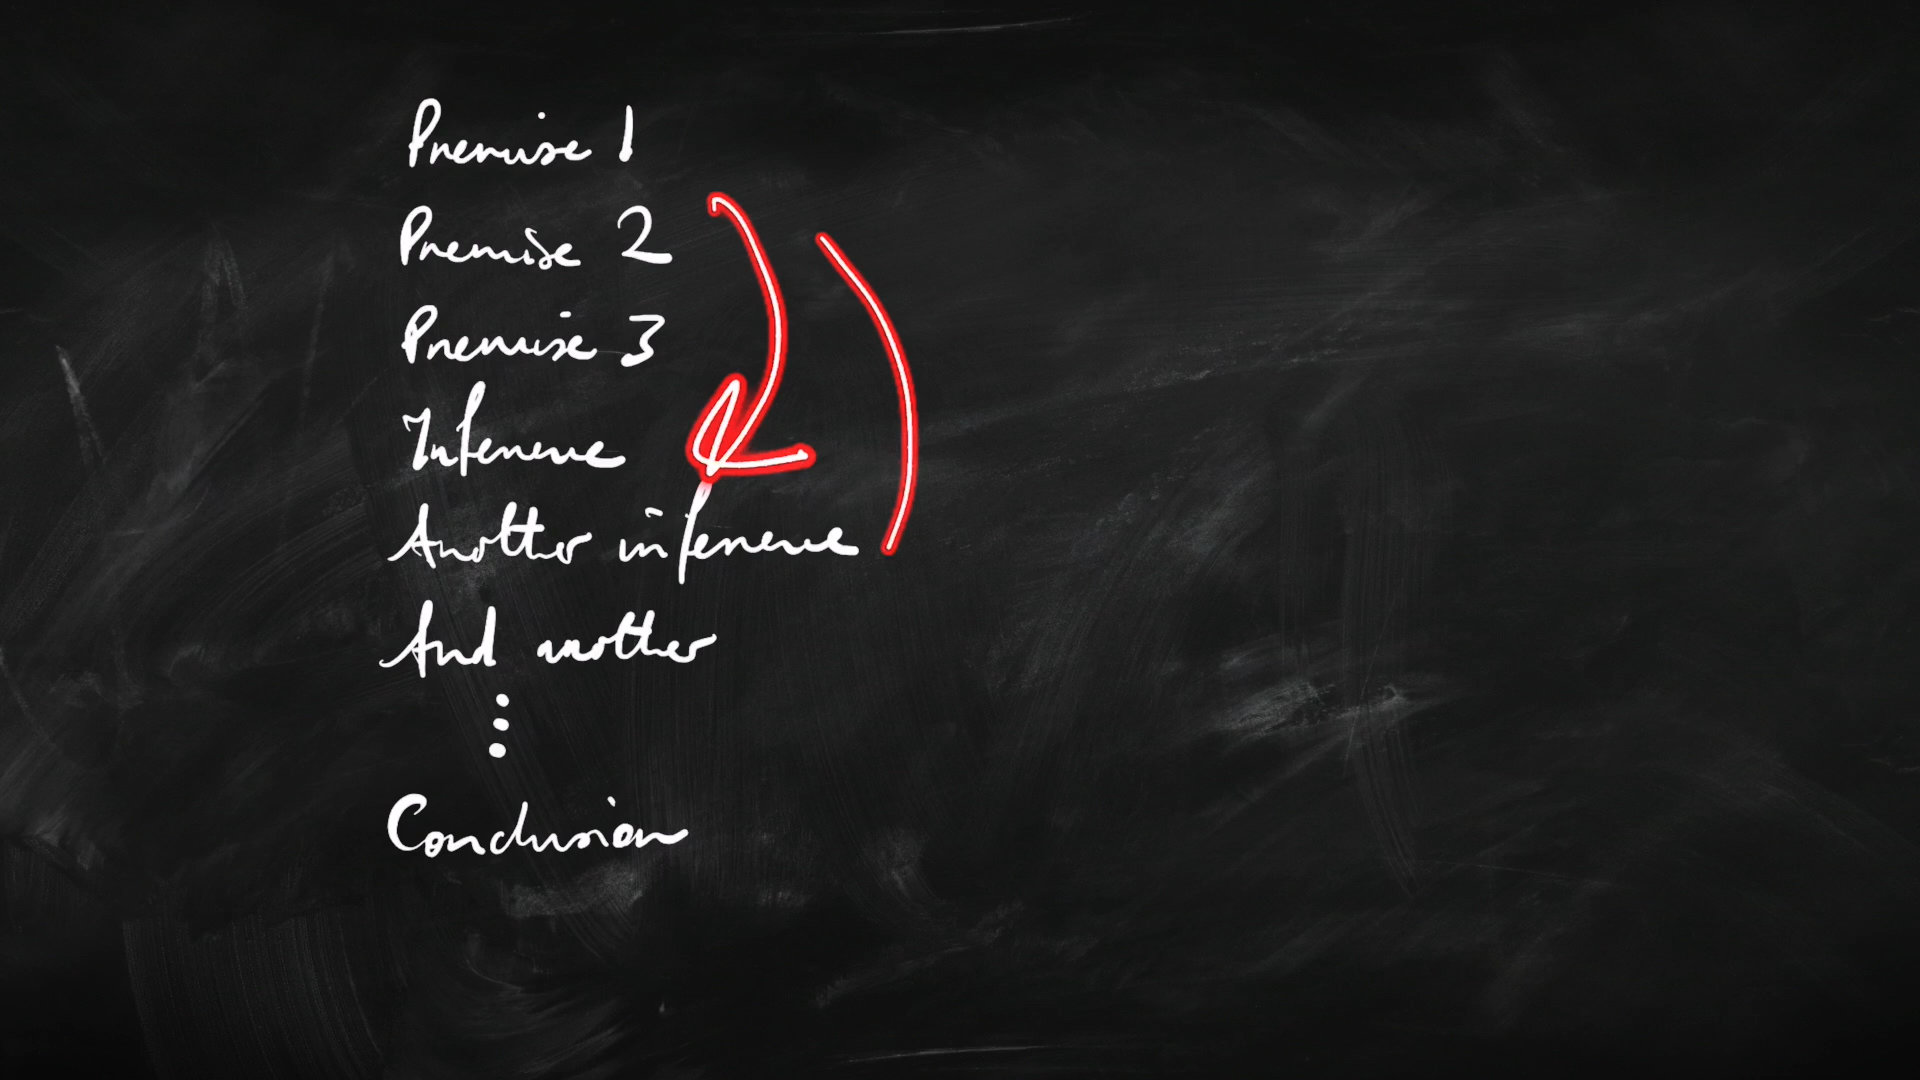 Premise 1
Premise 2
Premise 3
Inference
Another inference
And another
⋮
Conclusion